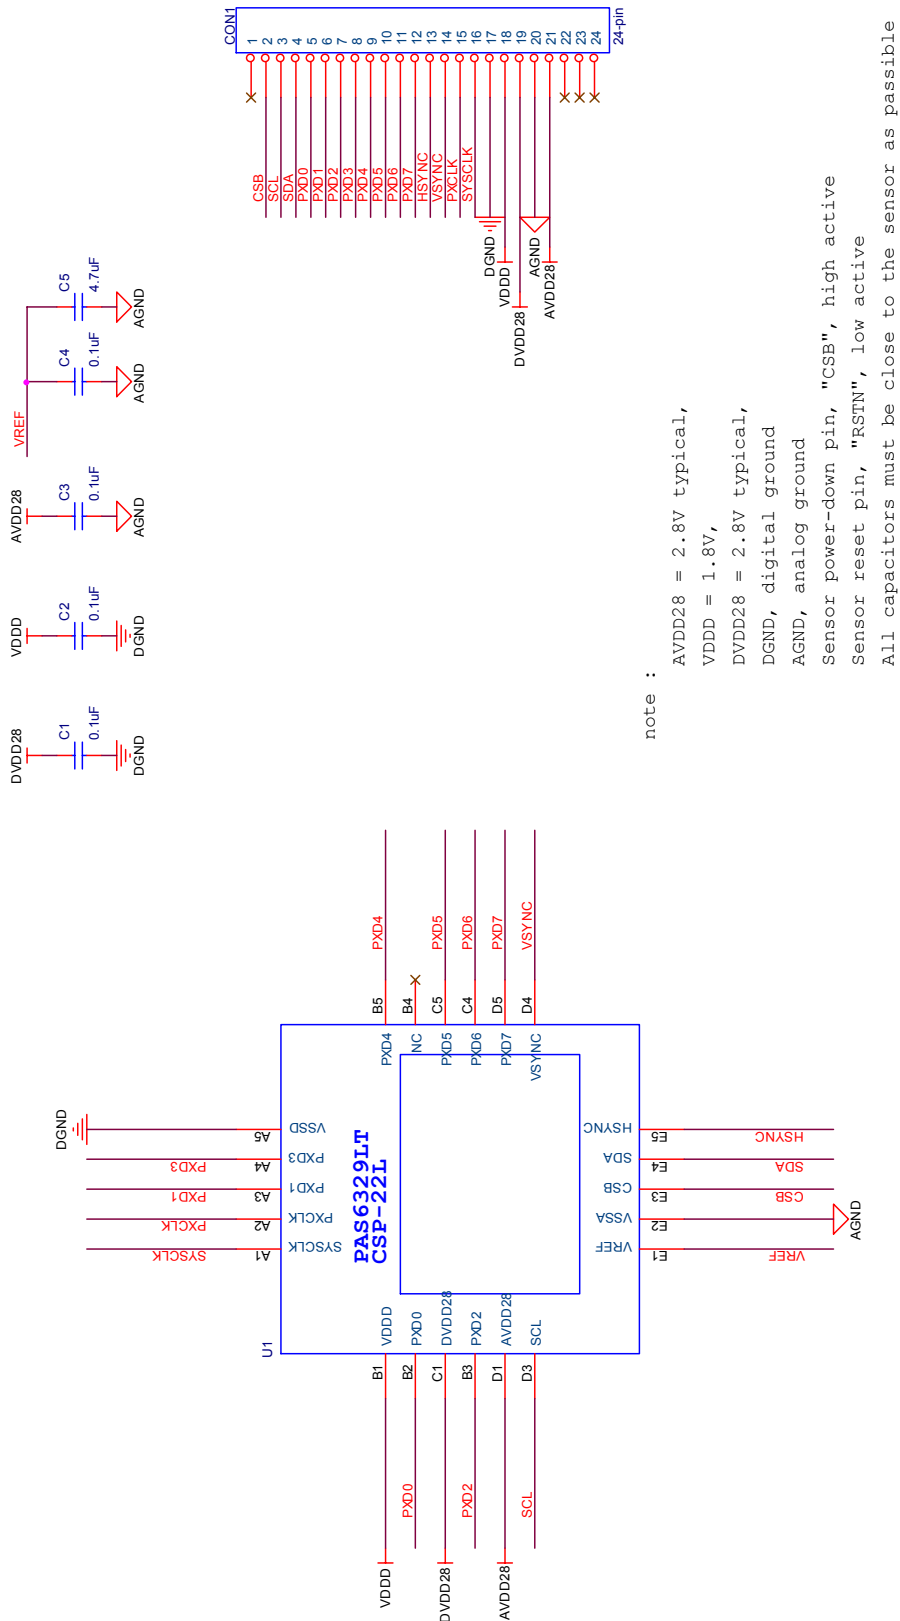 DVDD28
C1
0.1uF
DGND
VDDD
C2
0.1uF
DGND
AVDD28
C3
0.1uF
AGND
VREF
C4
0.1uF
AGND
C5
4.7uF
AGND
CON1
1
2
3
4
5
6
7
8
9
10
11
12
13
14
15
16
17
18
19
20
21
22
23
24
24-pin
CSB
SCL
SDA
PXD0
PXD1
PXD2
PXD3
PXD4
PXD5
PXD6
PXD7
HSYNC
VSYNC
PXCLK
SYSCLK
DGND
VDDD
DVDD28
AGND
AVDD28
note :
AVDD28 = 2.8V typical,
VDDD = 1.8V,
DVDD28 = 2.8V typical,
DGND, digital ground
AGND, analog ground
Sensor power-down pin, "CSB", high active
Sensor reset pin, "RSTN", low active
All capacitors must be close to the sensor as passible
U1
PAS6329LT
CSP-22L
SYSCLK A1 SYSCLK
PXCLK A2 PXCLK
PXD1 A3 PXD1
PXD3 A4 PXD3
DGND A5 VSSD
PXD4 B5 PXD4
NC B4
PXD5 C5 PXD5
PXD6 C4 PXD6
PXD7 D5 PXD7
VSYNC D4 VSYNC
HSYNC E5 HSYNC
SDA E4 SDA
CSB E3 CSB
VSSA E2 AGND
VREF E1 VREF
VDDD B1 VDDD
PXD0 B2 PXD0
DVDD28 C1 DVDD28
PXD2 B3 PXD2
AVDD28 D1 AVDD28
SCL D3 SCL